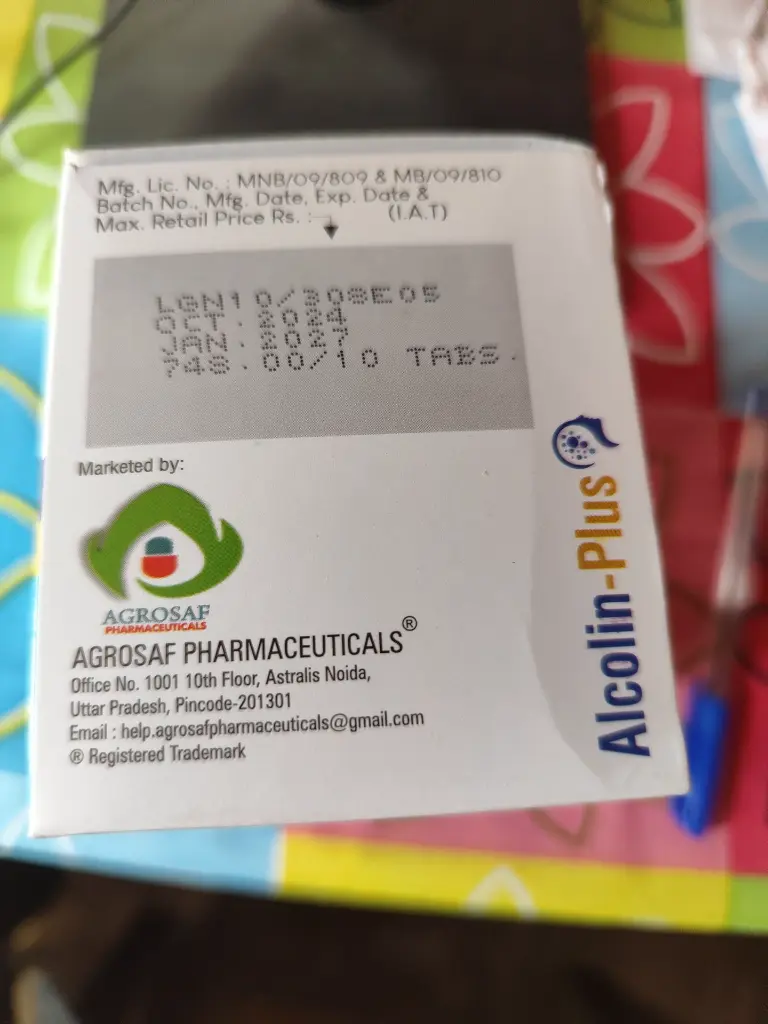 Mfg. Lic. No. : MNB/09/809 & MB/09/810
Batch No., Mfg. Date, Exp. Date &
Max. Retail Price Rs. : (I.A.T)
LGN10/308E05
OCT.2024
JAN.2027
748.00/10 TABS.
Marketed by:
AGROSAF
PHARMACEUTICALS
AGROSAF PHARMACEUTICALS®
Office No. 1001 10th Floor, Astralis Noida,
Uttar Pradesh, Pincode-201301
Email : help.agrosafpharmaceuticals@gmail.com
® Registered Trademark
Alcolin-Plus